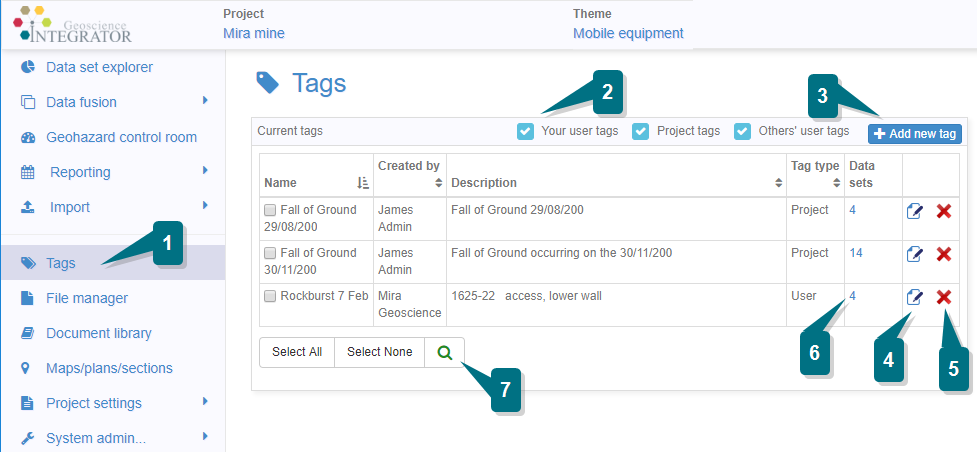 Geoscience
INTEGRATOR
Project
Mira mine
Theme
Mobile equipment
Data set explorer
Data fusion
Geohazard control room
Reporting
Import
Tags
File manager
Document library
Maps/plans/sections
Project settings
System admin...
Tags
Current tags
Your user tags
Project tags
Others' user tags
Add new tag
Name
Created by
Description
Tag type
Data
sets
Fall of Ground
29/08/200
James
Admin
Fall of Ground 29/08/200
Project
4
Fall of Ground
30/11/200
James
Admin
Fall of Ground occurring on the 30/11/200
Project
14
Rockburst 7 Feb
Mira
Geoscience
1625-22 access, lower wall
User
4
Select All
Select None
1
2
3
4
5
6
7